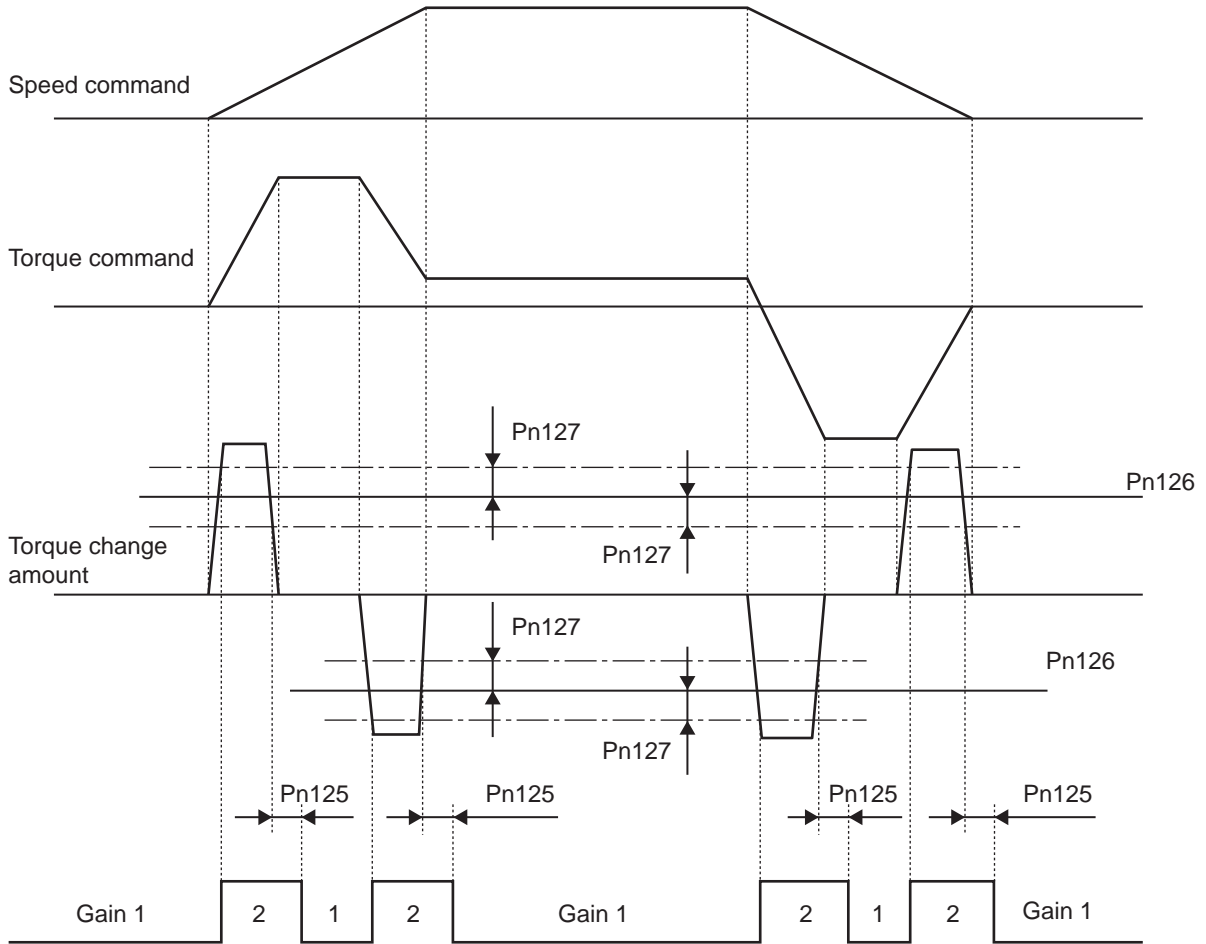 Speed command
Torque command
Pn127
Pn126
Pn127
Torque change
amount
Pn127
Pn126
Pn127
Pn125
Pn125
Pn125
Pn125
Gain 1
2
1
2
Gain 1
2
1
2
Gain 1